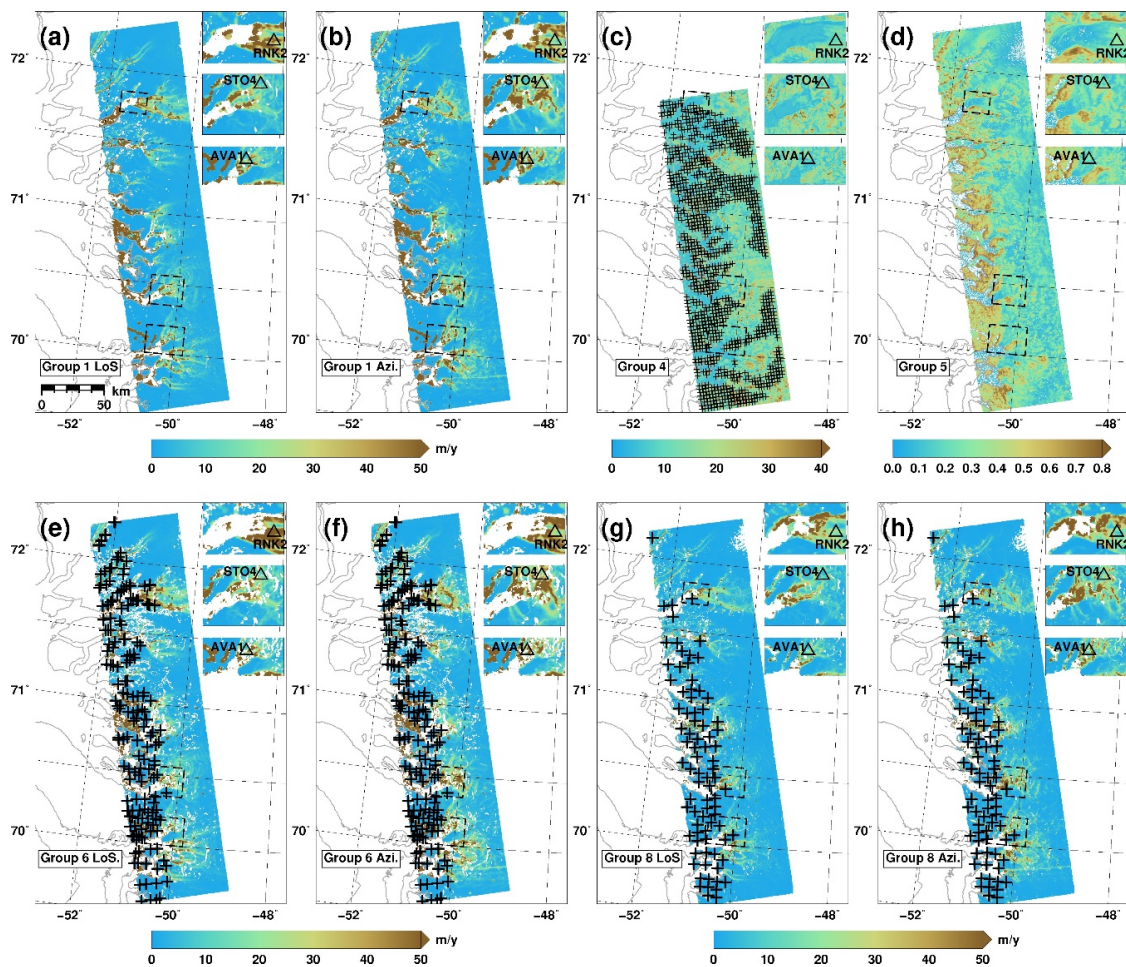 (a) (b) (c) (d)
RNK2 RNK2 RNK2 RNK2
72° 72°
STO4 STO4 STO4 STO4
AVA1 AVA1 AVA1 AVA1
71° 71°
70° 70°
Group 1 LoS Group 1 Azi. Group 4 Group 5
km
0 50
−52° −50° −48° −52° −50° −48° −52° −50° −48° −52° −50° −48°
m/y m/y
0 10 20 30 40 50 0 10 20 30 40 0.0 0.1 0.2 0.3 0.4 0.5 0.6 0.7 0.8
(e) (f) (g) (h)
RNK2 RNK2 RNK2 RNK2
72° 72°
STO4 STO4 STO4 STO4
AVA1 AVA1 AVA1 AVA1
71° 71°
70° 70°
Group 6 LoS. Group 6 Azi. Group 8 LoS Group 8 Azi.
−52° −50° −48° −52° −50° −48° −52° −50° −48° −52° −50° −48°
m/y m/y
0 10 20 30 40 50 0 10 20 30 40 50